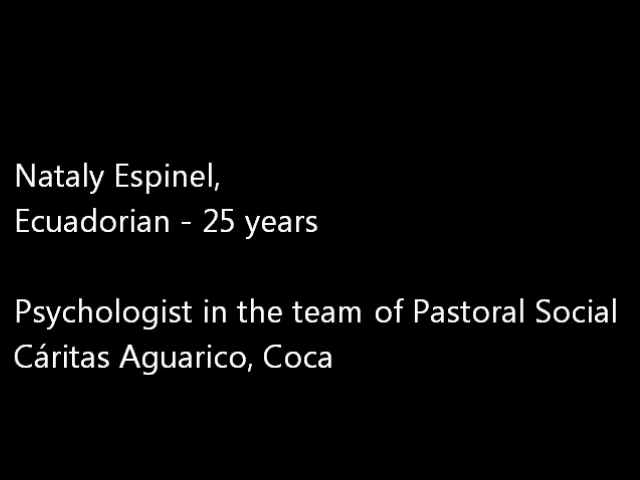 Nataly Espinel,
Ecuadorian - 25 years
Psychologist in the team of Pastoral Social
Cáritas Aguarico, Coca